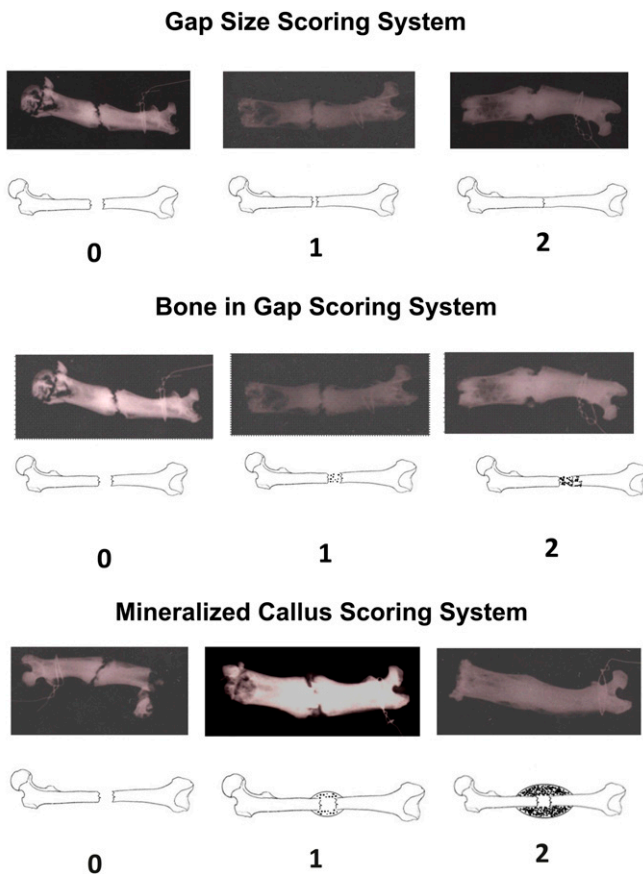 Gap Size Scoring System
0 1 2
Bone in Gap Scoring System
0 1 2
Mineralized Callus Scoring System
0 1 2